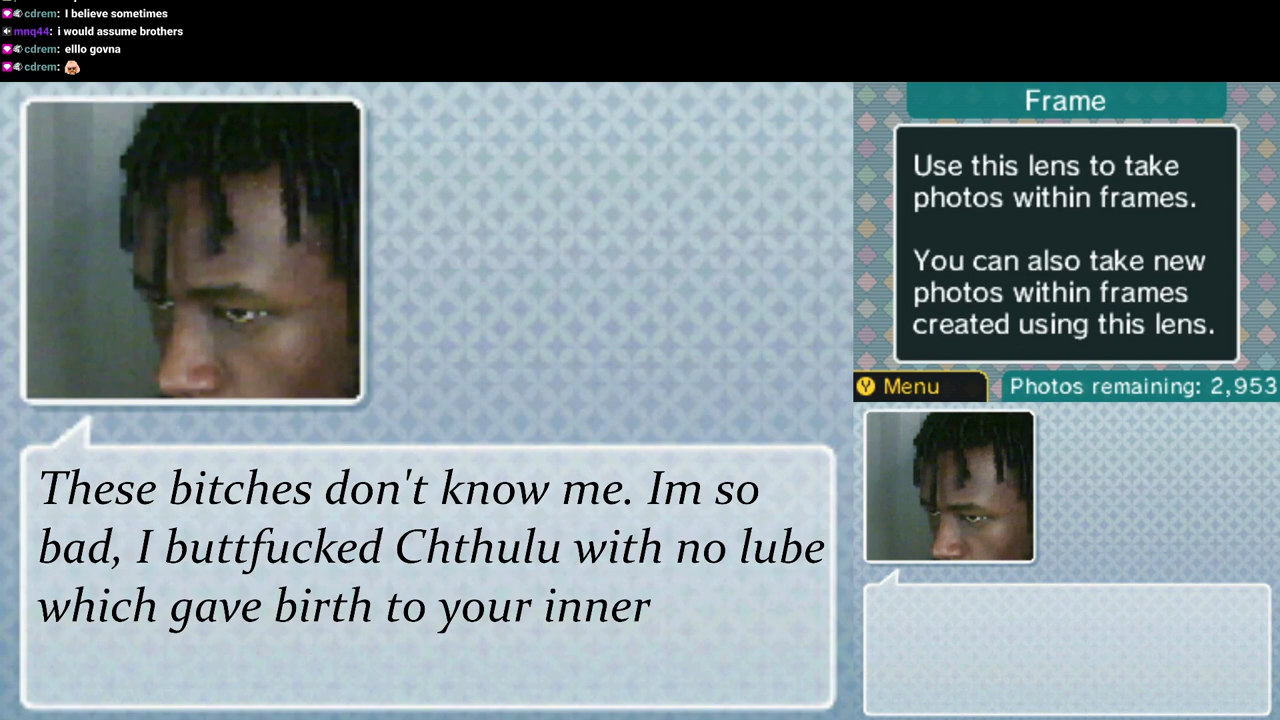 cdrem: I believe sometimes
mnq44: i would assume brothers
cdrem: elllo govna
cdrem:
These bitches don't know me. Im so
bad, I buttfucked Chthulu with no lube
which gave birth to your inner
Frame
Use this lens to take
photos within frames.
You can also take new
photos within frames
created using this lens.
Y Menu
Photos remaining: 2,953